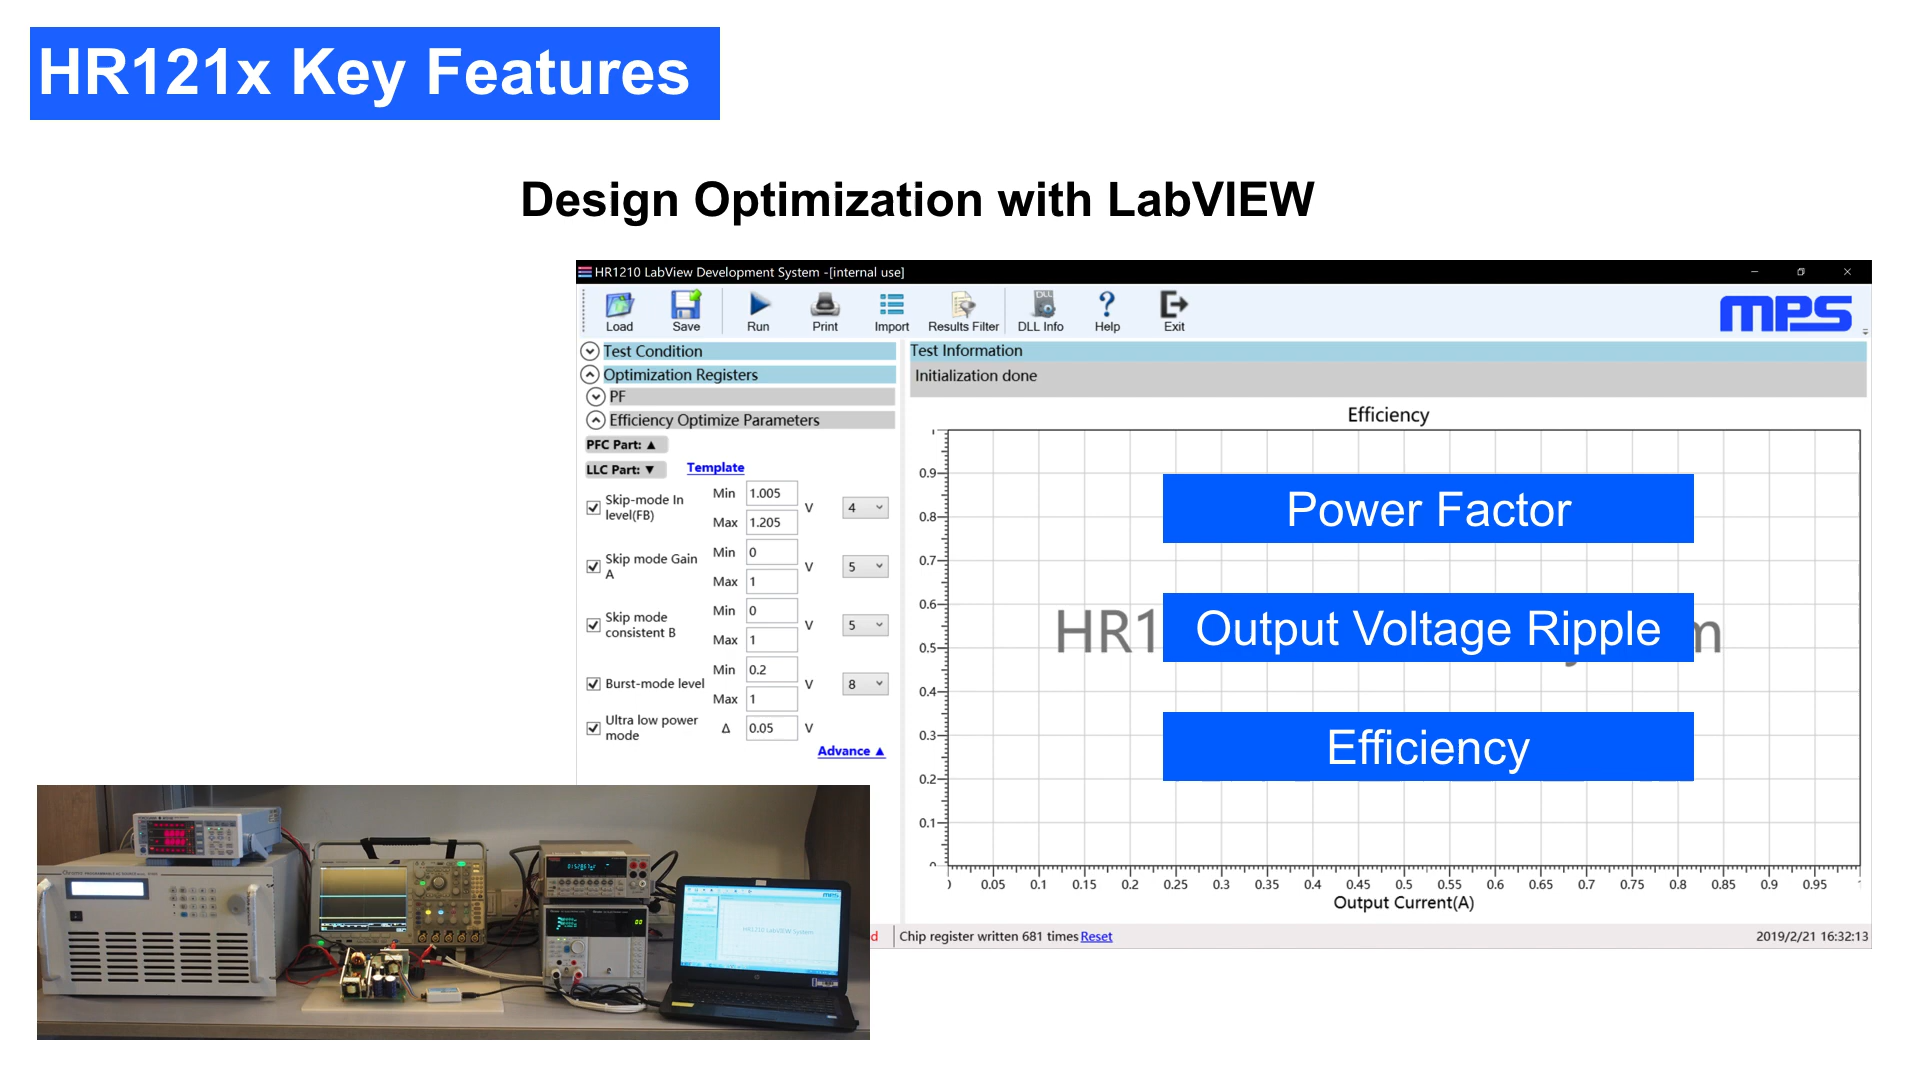 HR121x Key Features
Design Optimization with LabVIEW
HR1210 LabView Development System -[internal use]
Load Save Run Print Import Results Filter DLL Info Help Exit
mps
Test Condition
Optimization Registers
PF
Efficiency Optimize Parameters
PFC Part: ▲
LLC Part: ▼ Template
Skip-mode In level(FB) Min 1.005 Max 1.205 V 4
Skip mode Gain A Min 0 Max 1 V 5
Skip mode consistent B Min 0 Max 1 V 5
Burst-mode level Min 0.2 Max 1 V 8
Ultra low power mode Δ 0.05 V
Advance ▲
Test Information
Initialization done
Efficiency
0.9
0.8
0.7
0.6
0.5
0.4
0.3
0.2
0.1
Power Factor
HR1
Output Voltage Ripple
m
Efficiency
0.05 0.1 0.15 0.2 0.25 0.3 0.35 0.4 0.45 0.5 0.55 0.6 0.65 0.7 0.75 0.8 0.85 0.9 0.95
Output Current(A)
d Chip register written 681 times Reset
2019/2/21 16:32:13
HR1210 LabVIEW System